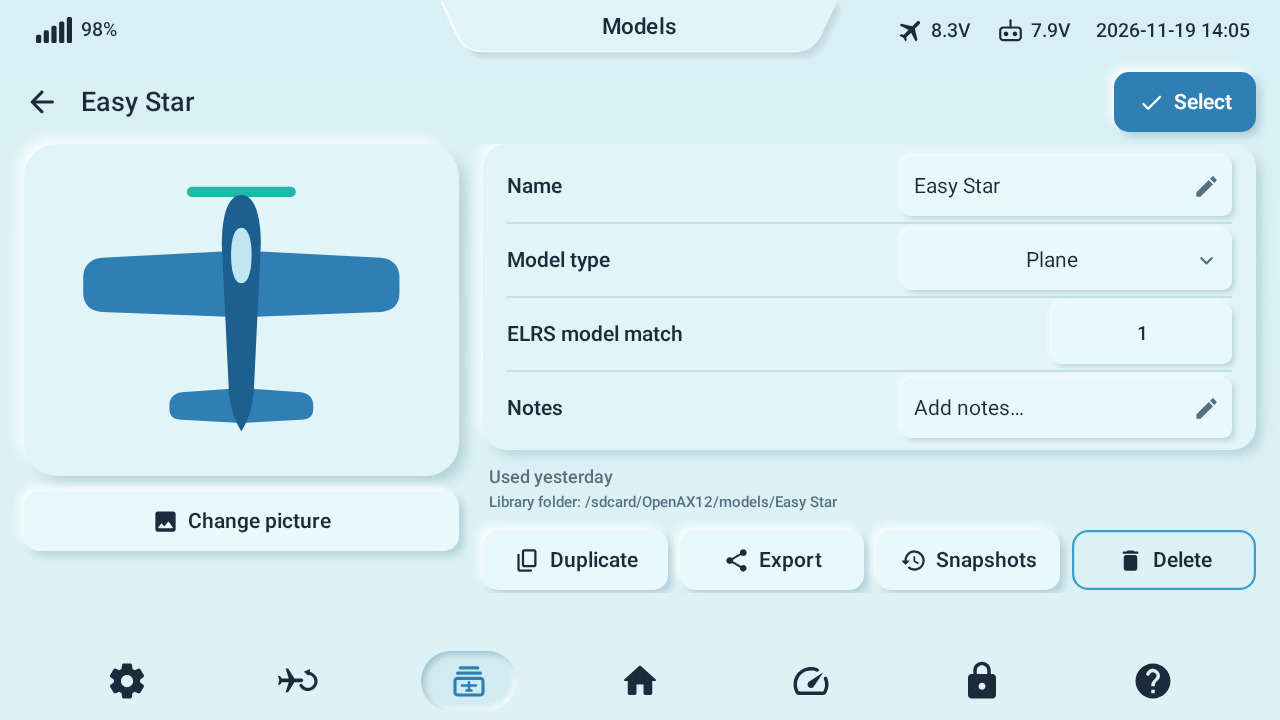 98%
Models
8.3V
7.9V
2026-11-19 14:05
Easy Star
Select
Name
Easy Star
Model type
Plane
ELRS model match
1
Notes
Add notes…
Used yesterday
Library folder: /sdcard/OpenAX12/models/Easy Star
Change picture
Duplicate
Export
Snapshots
Delete